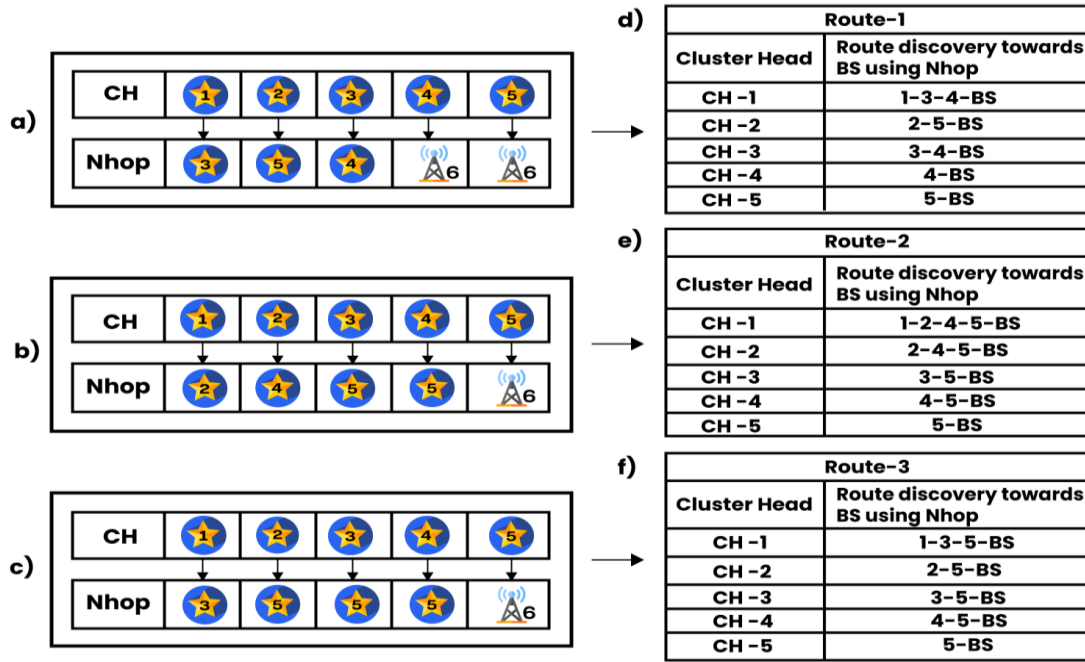 a)
CH 1 2 3 4 5
Nhop 3 5 4 6 6
d)
Route-1
Cluster Head
Route discovery towards
BS using Nhop
CH -1 1-3-4-BS
CH -2 2-5-BS
CH -3 3-4-BS
CH -4 4-BS
CH -5 5-BS
b)
CH 1 2 3 4 5
Nhop 2 4 5 5 6
e)
Route-2
Cluster Head
Route discovery towards
BS using Nhop
CH -1 1-2-4-5-BS
CH -2 2-4-5-BS
CH -3 3-5-BS
CH -4 4-5-BS
CH -5 5-BS
c)
CH 1 2 3 4 5
Nhop 3 5 5 5 6
f)
Route-3
Cluster Head
Route discovery towards
BS using Nhop
CH -1 1-3-5-BS
CH -2 2-5-BS
CH -3 3-5-BS
CH -4 4-5-BS
CH -5 5-BS